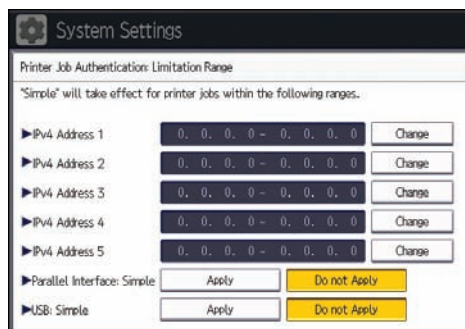 System Settings
Printer Job Authentication: Limitation Range
"Simple" will take effect for printer jobs within the following ranges.
▶IPv4 Address 1 0. 0. 0. 0 - 0. 0. 0. 0 Change
▶IPv4 Address 2 0. 0. 0. 0 - 0. 0. 0. 0 Change
▶IPv4 Address 3 0. 0. 0. 0 - 0. 0. 0. 0 Change
▶IPv4 Address 4 0. 0. 0. 0 - 0. 0. 0. 0 Change
▶IPv4 Address 5 0. 0. 0. 0 - 0. 0. 0. 0 Change
▶Parallel Interface: Simple Apply Do not Apply
▶USB: Simple Apply Do not Apply